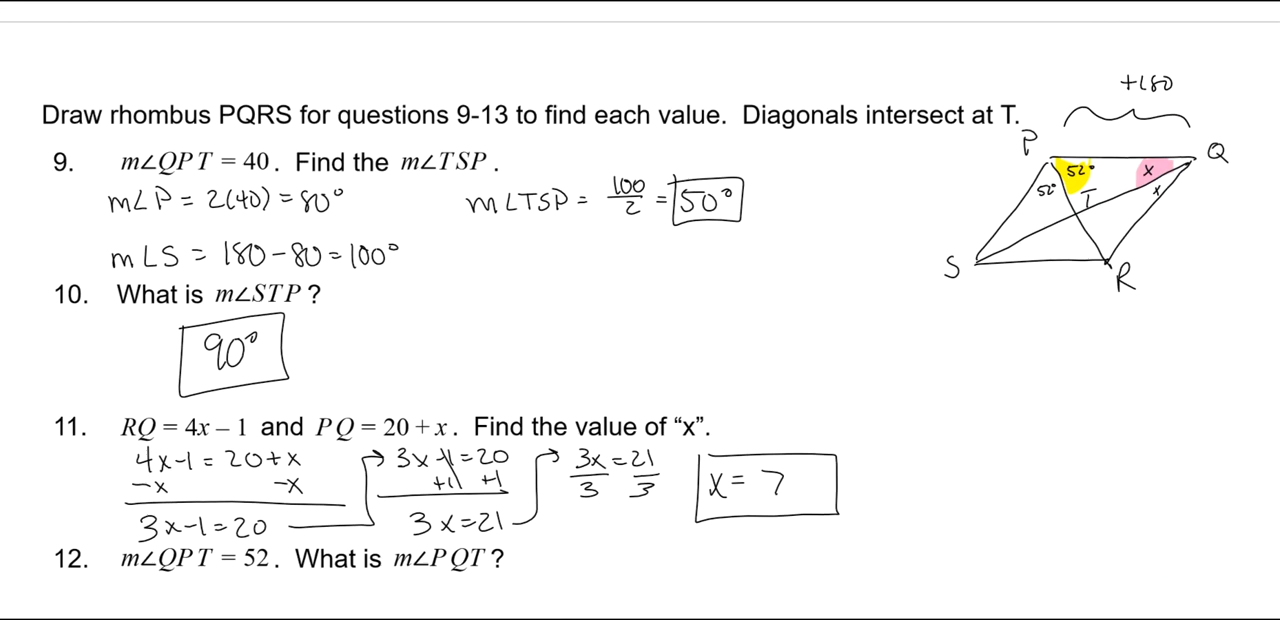 +180
Draw rhombus PQRS for questions 9-13 to find each value. Diagonals intersect at T.
P
Q
52°
x
52°
T
x
S
R
9. m∠QPT = 40. Find the m∠TSP.
m∠P = 2(40) = 80° m∠TSP = 100/2 = 50°
m∠S = 180-80=100°
10. What is m∠STP?
90°
11. RQ = 4x – 1 and PQ = 20 + x. Find the value of “x”.
4x-1 = 20+x 3x-1=20 3x=21
-x -x +1 +1 3 3 x = 7
3x-1=20 3x=21
12. m∠QPT = 52. What is m∠PQT?